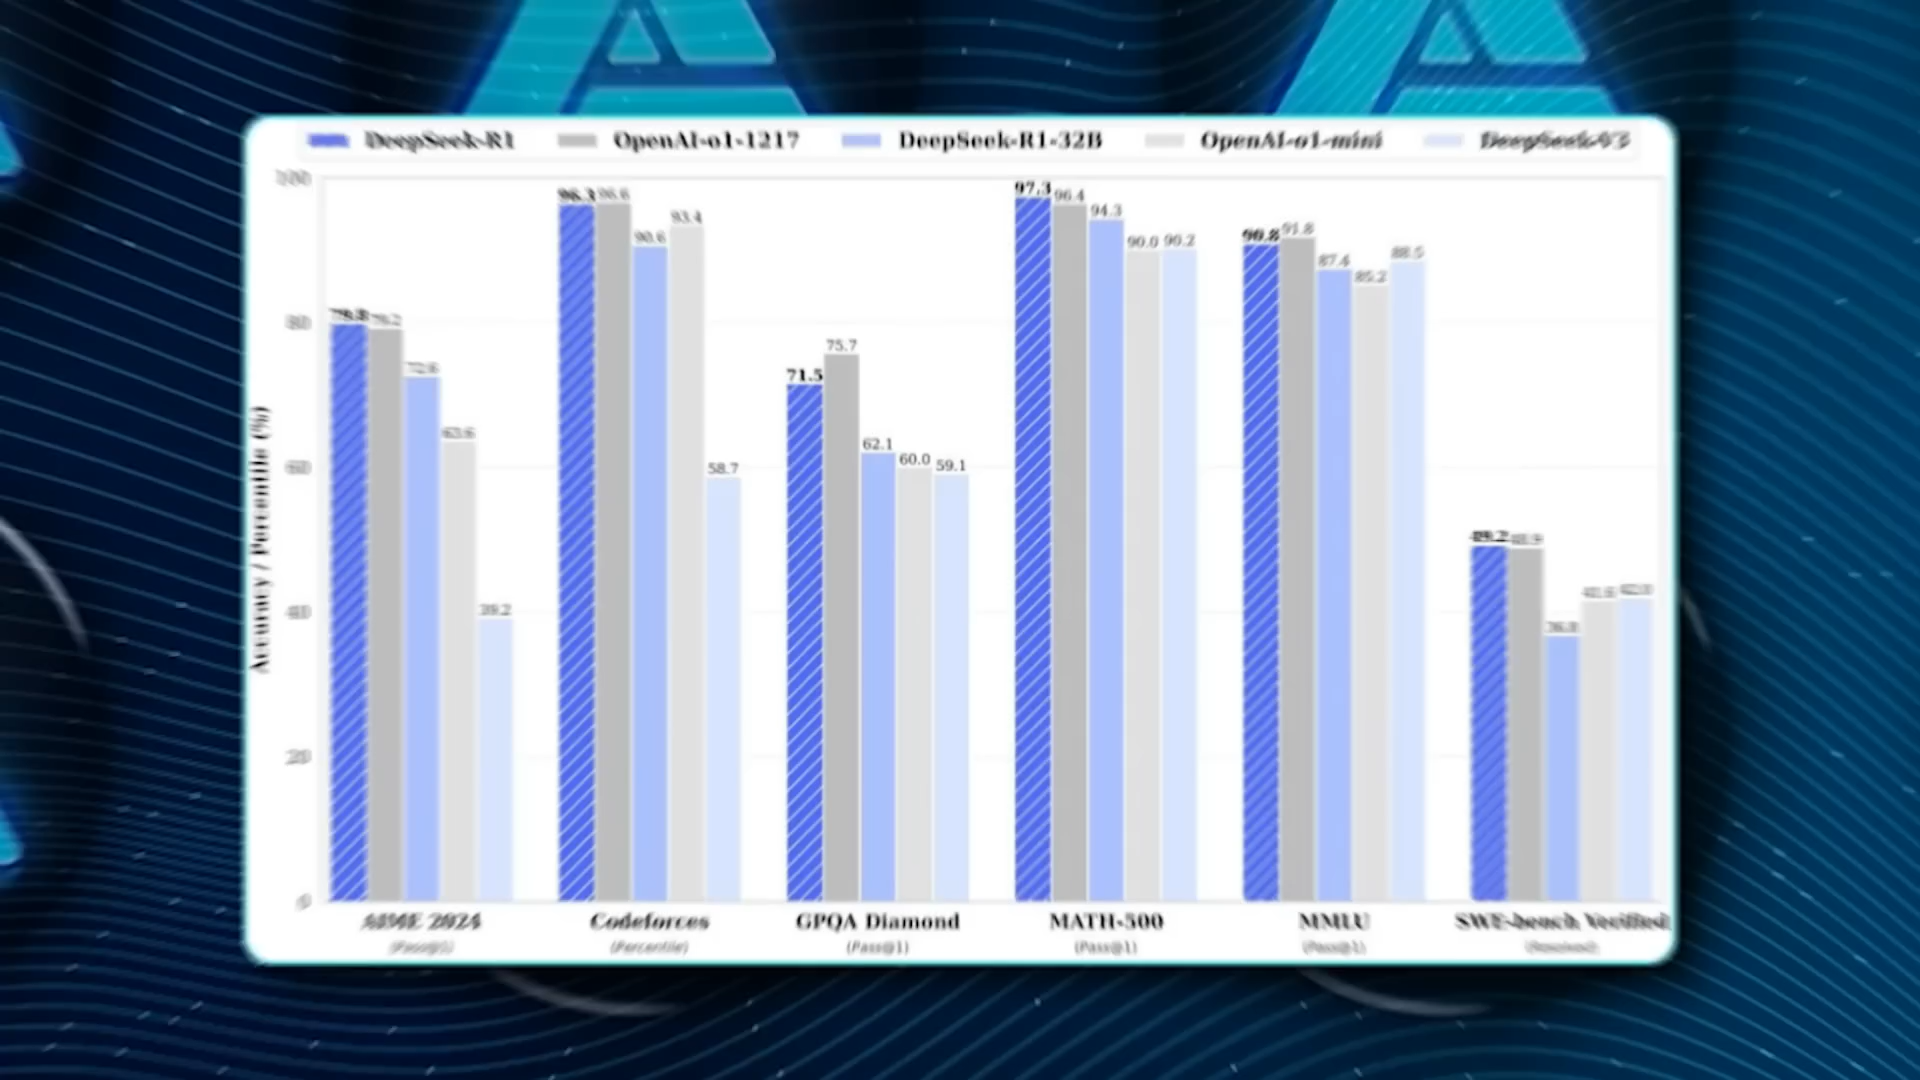 DeepSeek-R1 OpenAI-o1-1217 DeepSeek-R1-32B OpenAI-o1-mini DeepSeek-V3
Accuracy / Percentile (%)
100
80
60
40
20
0
79.8 79.2 72.6 63.6 39.2
96.3 96.6 90.6 93.4 58.7
71.5 75.7 62.1 60.0 59.1
97.3 96.4 94.3 90.0 90.2
90.8 91.8 87.4 85.2 88.5
49.2 48.9 36.8 41.6 42.0
AIME 2024 Codeforces GPQA Diamond MATH-500 MMLU SWE-bench Verified
(Pass@1) (Percentile) (Pass@1) (Pass@1) (Pass@1) (Resolved)